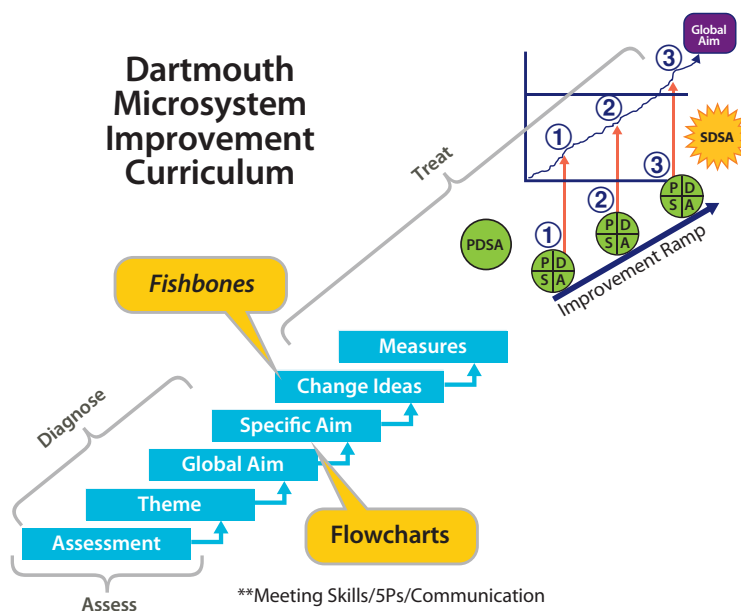 Dartmouth
Microsystem
Improvement
Curriculum
Global
Aim
3
2
1
SDSA
Treat
3
P D
S A
2
P D
S A
1
P D
S A
PDSA
Improvement Ramp
Fishbones
Measures
Change Ideas
Diagnose
Specific Aim
Global Aim
Theme
Flowcharts
Assessment
Assess
**Meeting Skills/5Ps/Communication